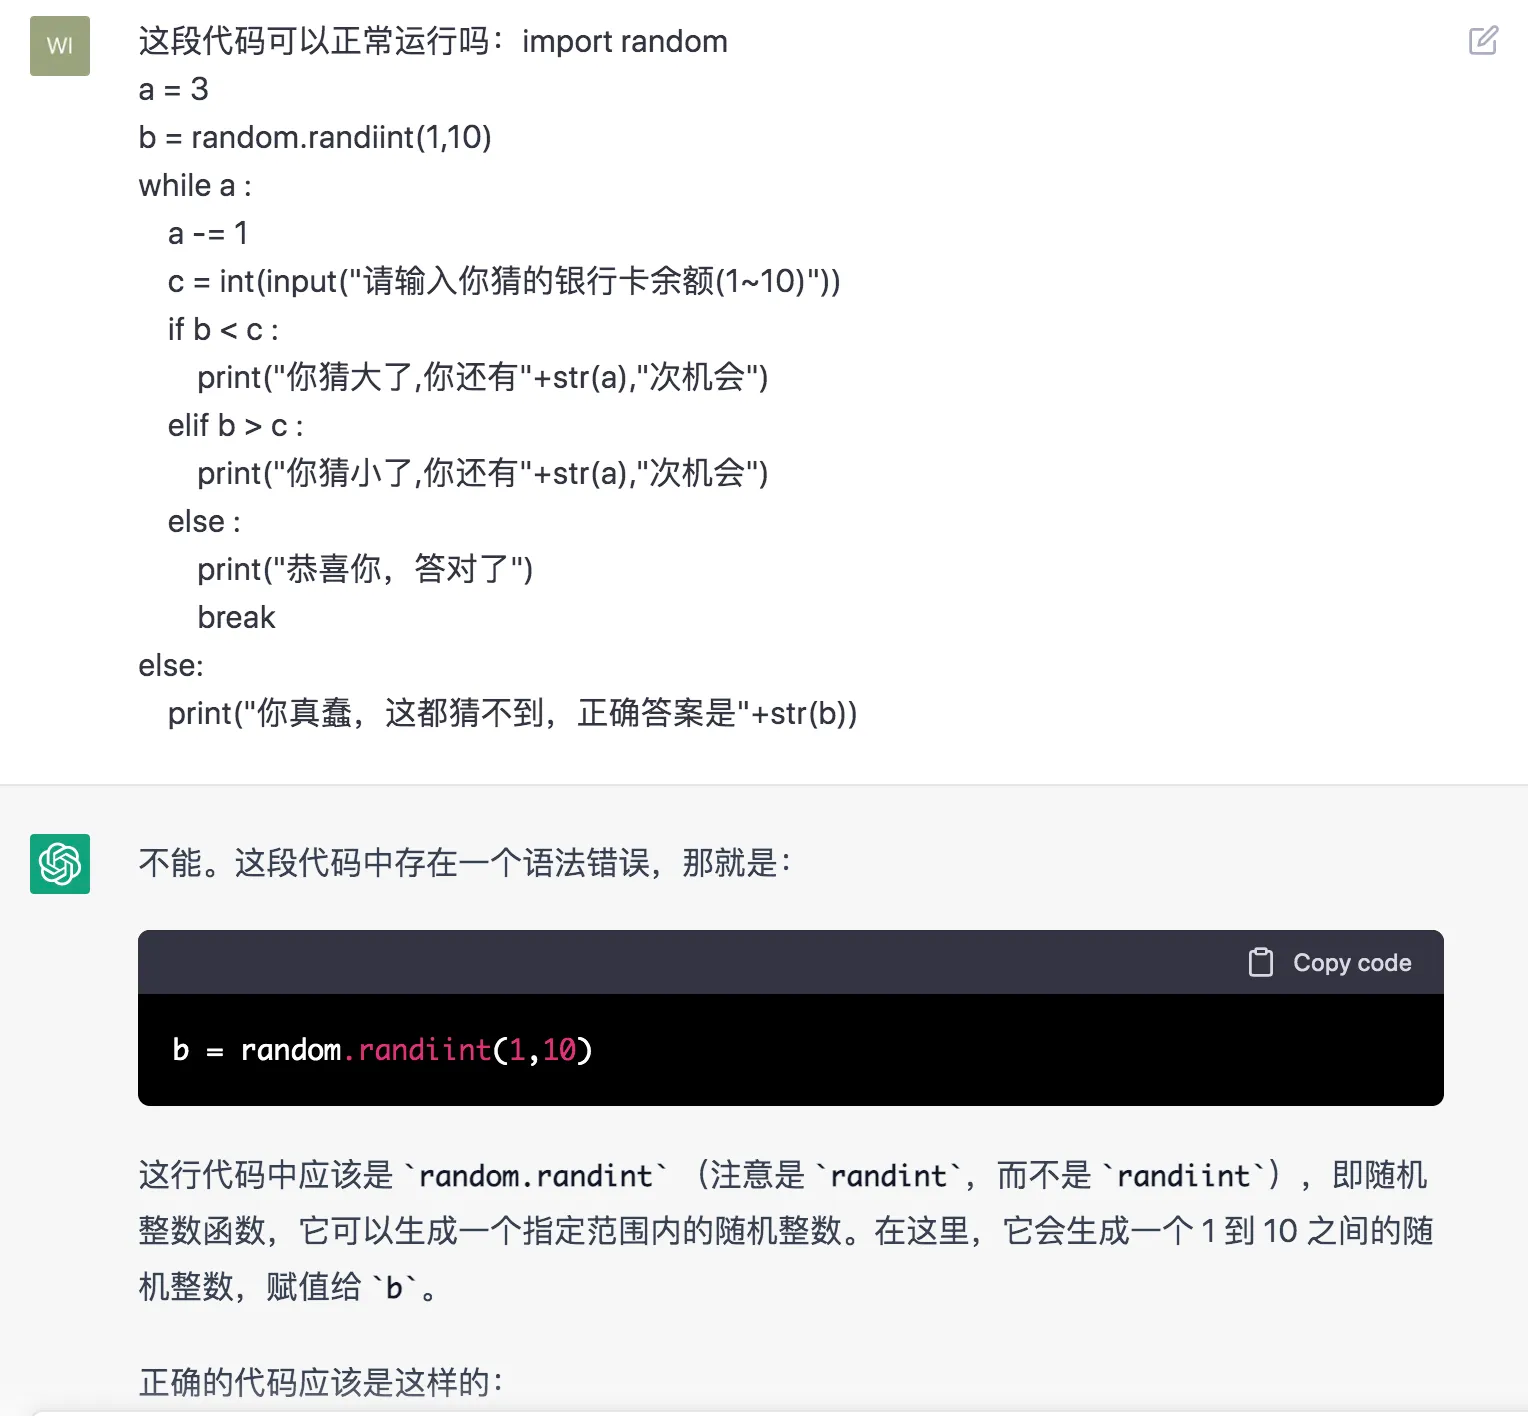 WI
这段代码可以正常运行吗：import random
a = 3
b = random.randiint(1,10)
while a :
    a -= 1
    c = int(input("请输入你猜的银行卡余额(1~10)"))
    if b < c :
        print("你猜大了,你还有"+str(a),"次机会")
    elif b > c :
        print("你猜小了,你还有"+str(a),"次机会")
    else :
        print("恭喜你，答对了")
        break
else:
    print("你真蠢，这都猜不到，正确答案是"+str(b))
不能。这段代码中存在一个语法错误，那就是：
Copy code
b = random.randiint(1,10)
这行代码中应该是 `random.randint` （注意是 `randint`，而不是 `randiint`），即随机
整数函数，它可以生成一个指定范围内的随机整数。在这里，它会生成一个 1 到 10 之间的随
机整数，赋值给 `b`。
正确的代码应该是这样的：